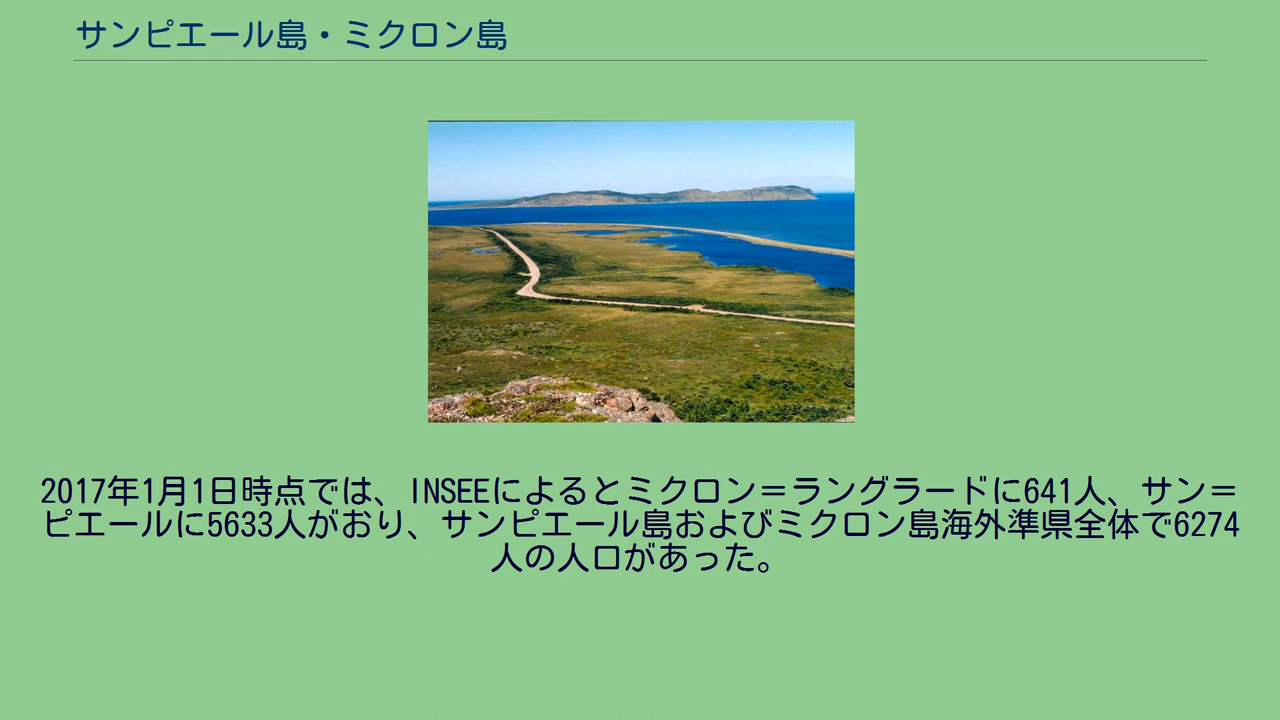 サンピエール島・ミクロン島
2017年1月1日時点では、INSEEによるとミクロン＝ラングラードに641人、サン＝
ピエールに5633人がおり、サンピエール島およびミクロン島海外準県全体で6274
人の人口があった。